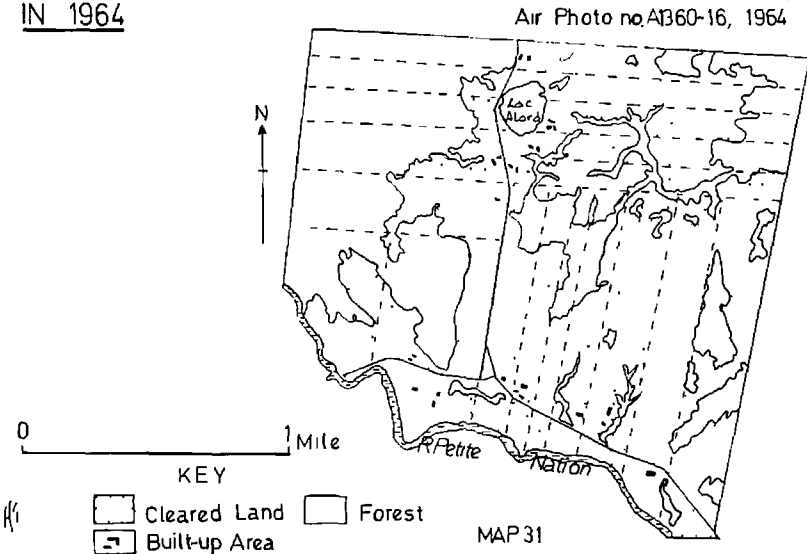 IN 1964
Air Photo no. A1360-16, 1964
Lac
Alard
N
0 1 Mile
R Petite Nation
KEY
Cleared Land Forest
Built-up Area
MAP 31